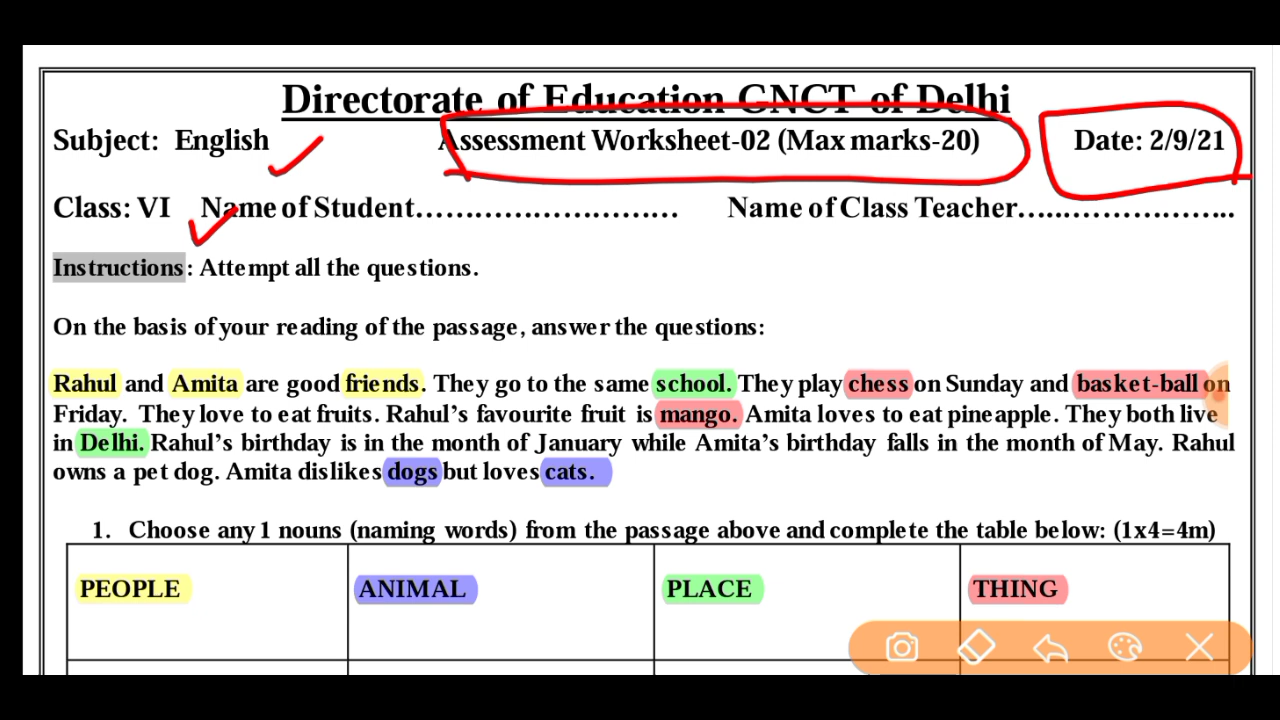 Directorate of Education GNCT of Delhi
Subject: English Assessment Worksheet-02 (Max marks-20) Date: 2/9/21
Class: VI Name of Student……………………… Name of Class Teacher…...……………...
Instructions: Attempt all the questions.
On the basis of your reading of the passage, answer the questions:
Rahul and Amita are good friends. They go to the same school. They play chess on Sunday and basket-ball on
Friday. They love to eat fruits. Rahul's favourite fruit is mango. Amita loves to eat pineapple. They both live
in Delhi. Rahul's birthday is in the month of January while Amita's birthday falls in the month of May. Rahul
owns a pet dog. Amita dislikes dogs but loves cats.
1. Choose any 1 nouns (naming words) from the passage above and complete the table below: (1x4=4m)
PEOPLE ANIMAL PLACE THING